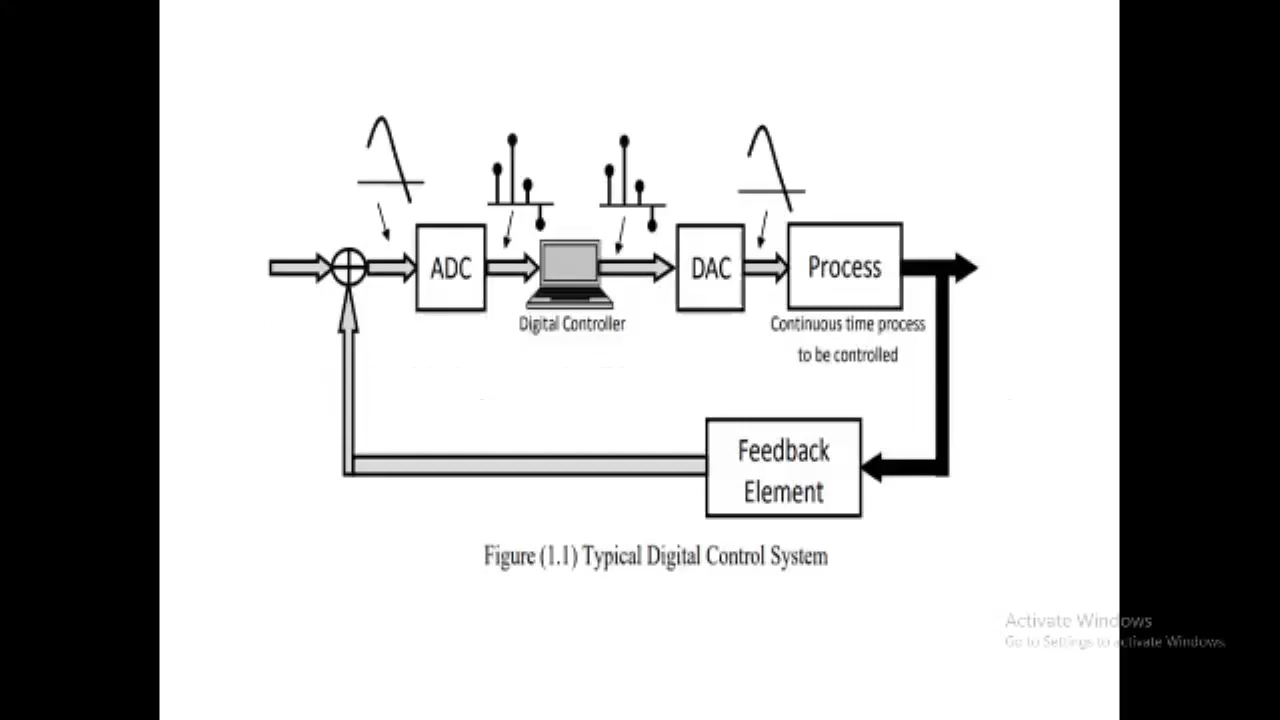 ADC
DAC
Process
Digital Controller
Continuous time process
to be controlled
Feedback
Element
Figure (1.1) Typical Digital Control System
Activate Windows
Go to Settings to activate Windows.